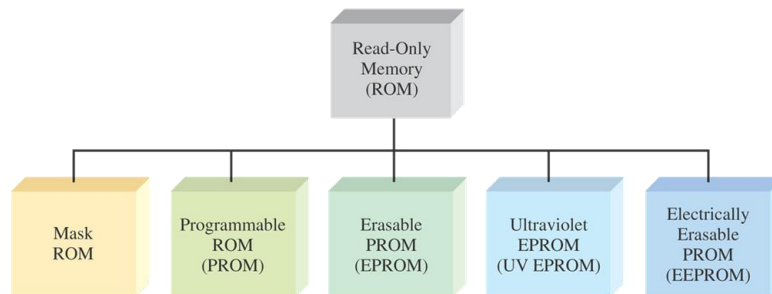 Read-Only
Memory
(ROM)
Mask
ROM
Programmable
ROM
(PROM)
Erasable
PROM
(EPROM)
Ultraviolet
EPROM
(UV EPROM)
Electrically
Erasable
PROM
(EEPROM)